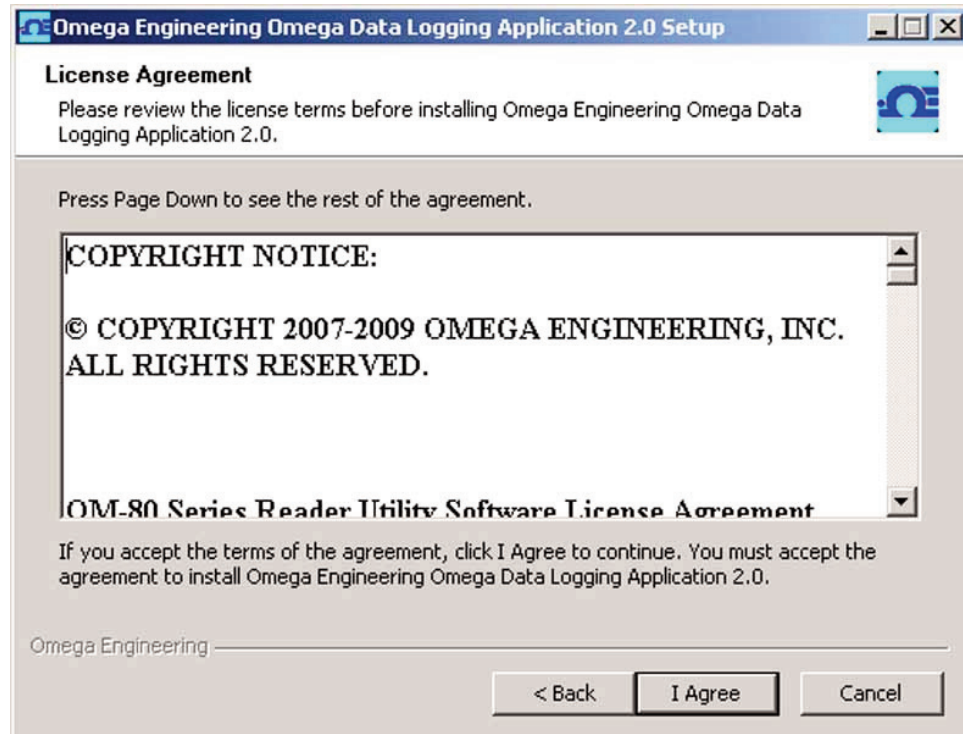 Omega Engineering Omega Data Logging Application 2.0 Setup
License Agreement
Please review the license terms before installing Omega Engineering Omega Data
Logging Application 2.0.
Press Page Down to see the rest of the agreement.
COPYRIGHT NOTICE:
© COPYRIGHT 2007-2009 OMEGA ENGINEERING, INC.
ALL RIGHTS RESERVED.
OM-80 Series Reader Utility Software License Agreement
If you accept the terms of the agreement, click I Agree to continue. You must accept the
agreement to install Omega Engineering Omega Data Logging Application 2.0.
Omega Engineering
< Back I Agree Cancel